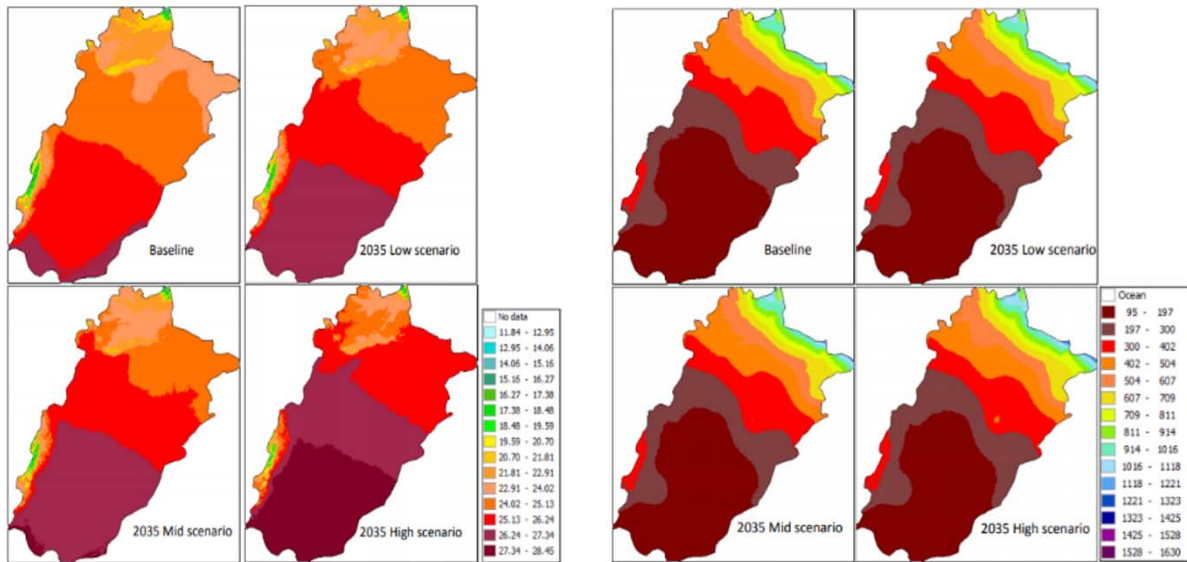 Baseline
2035 Low scenario
2035 Mid scenario
2035 High scenario
No data
11.84 - 12.95
12.95 - 14.06
14.06 - 15.16
15.16 - 16.27
16.27 - 17.38
17.38 - 18.48
18.48 - 19.59
19.59 - 20.70
20.70 - 21.81
21.81 - 22.91
22.91 - 24.02
24.02 - 25.13
25.13 - 26.24
26.24 - 27.34
27.34 - 28.45
Baseline
2035 Low scenario
2035 Mid scenario
2035 High scenario
Ocean
95 - 197
197 - 300
300 - 402
402 - 504
504 - 607
607 - 709
709 - 811
811 - 914
914 - 1016
1016 - 1118
1118 - 1221
1221 - 1323
1323 - 1425
1425 - 1528
1528 - 1630